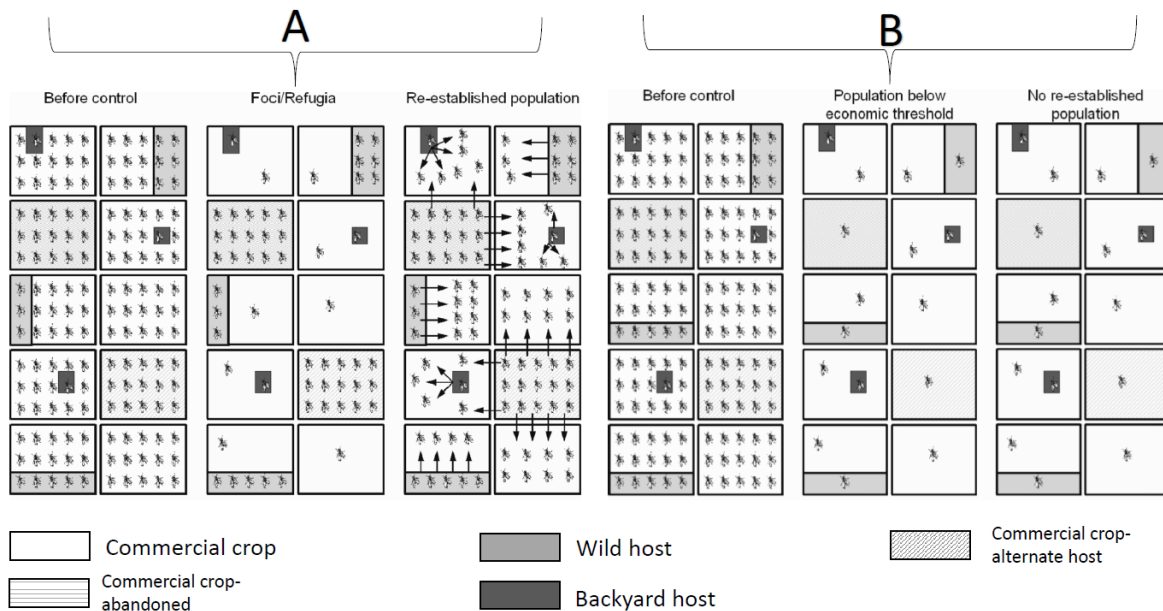 A
B
Before control
Foci/Refugia
Re-established population
Before control
Population below
economic threshold
No re-established
population
Commercial crop
Wild host
Commercial crop-
alternate host
Commercial crop-
abandoned
Backyard host